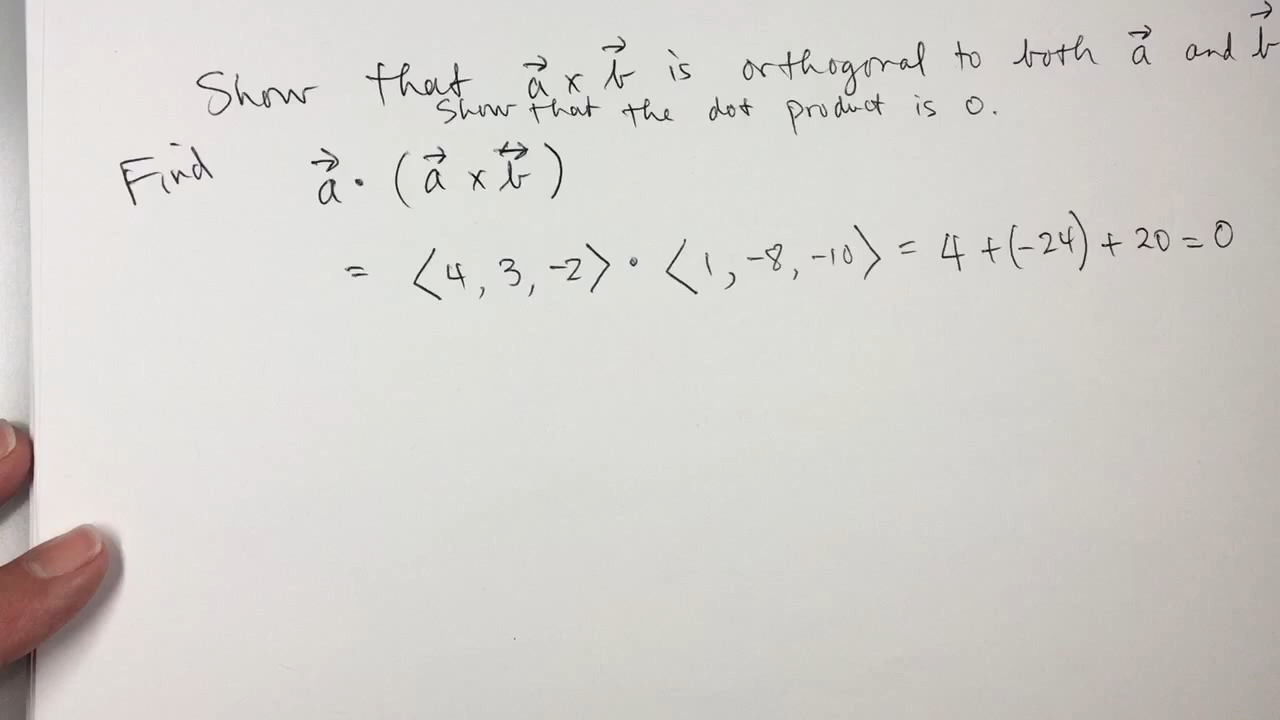 Show that a⃗ × b⃗ is orthogonal to both a⃗ and b⃗
Show that the dot product is 0.
Find a⃗ · (a⃗ × b⃡)
= ⟨4, 3, -2⟩ · ⟨1, -8, -10⟩ = 4 + (-24) + 20 = 0